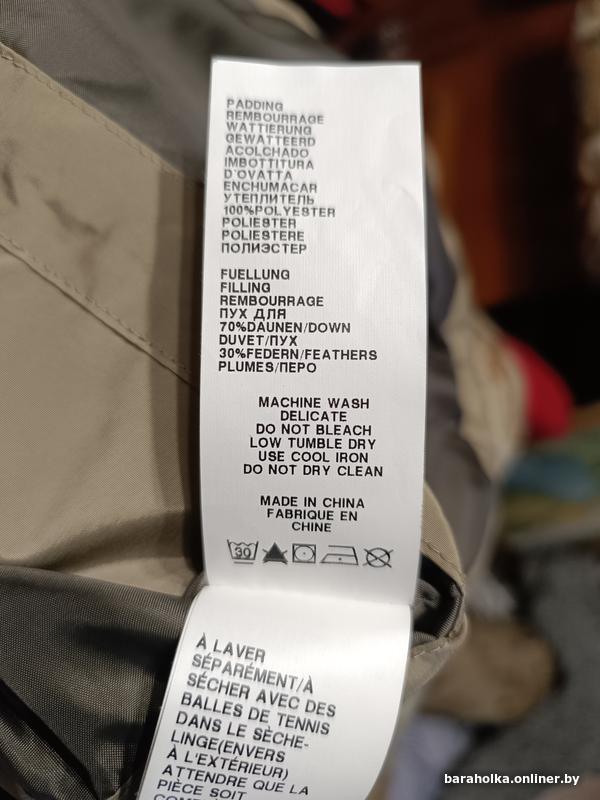 PADDING
REMBOURRAGE
WATTIERUNG
GEWATTEERD
ACOLCHADO
IMBOTTITURA
D'OVATTA
ENCHUMACAR
УТЕПЛИТЕЛЬ
100%POLYESTER
POLIESTER
POLIESTERE
ПОЛИЭСТЕР
FUELLUNG
FILLING
REMBOURRAGE
ПУХ ДЛЯ
70%DAUNEN/DOWN
DUVET/ПУХ
30%FEDERN/FEATHERS
PLUMES/ПЕРО
MACHINE WASH
DELICATE
DO NOT BLEACH
LOW TUMBLE DRY
USE COOL IRON
DO NOT DRY CLEAN
MADE IN CHINA
FABRIQUE EN
CHINE
30
À LAVER
SÉPARÉMENT/À
SÉCHER AVEC DES
BALLES DE TENNIS
DANS LE SÈCHE-
LINGE(ENVERS
À L'EXTÉRIEUR)
ATTENDRE QUE LA
PIÈCE SOIT
baraholka.onliner.by